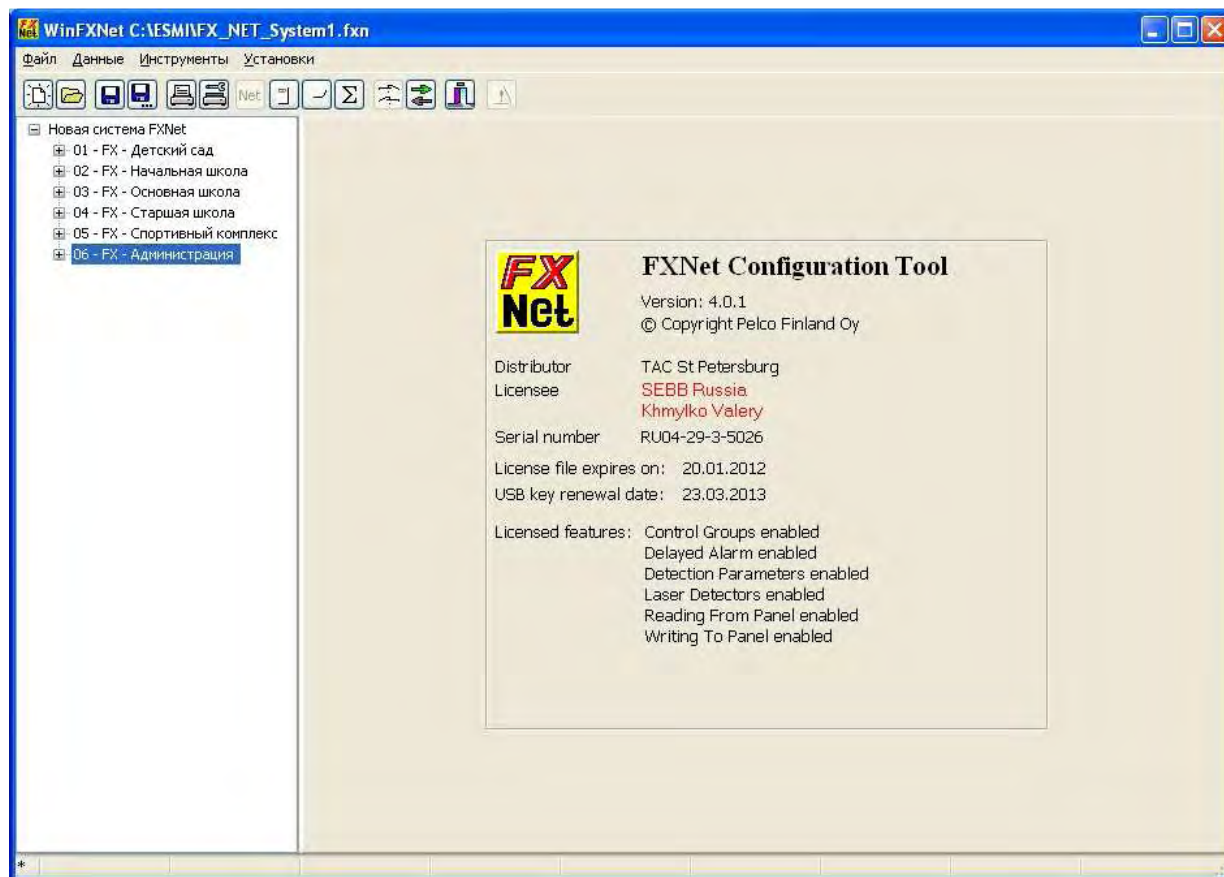 WinFXNet C:\ESMI\FX_NET_System1.fxn
Файл Данные Инструменты Установки
Net
Новая система FXNet
01 - FX - Детский сад
02 - FX - Начальная школа
03 - FX - Основная школа
04 - FX - Старшая школа
05 - FX - Спортивный комплекс
06 - FX - Администрация
FX
Net
FXNet Configuration Tool
Version: 4.0.1
© Copyright Pelco Finland Oy
Distributor TAC St Petersburg
Licensee SEBB Russia
Khmylko Valery
Serial number RU04-29-3-5026
License file expires on: 20.01.2012
USB key renewal date: 23.03.2013
Licensed features: Control Groups enabled
Delayed Alarm enabled
Detection Parameters enabled
Laser Detectors enabled
Reading From Panel enabled
Writing To Panel enabled
*